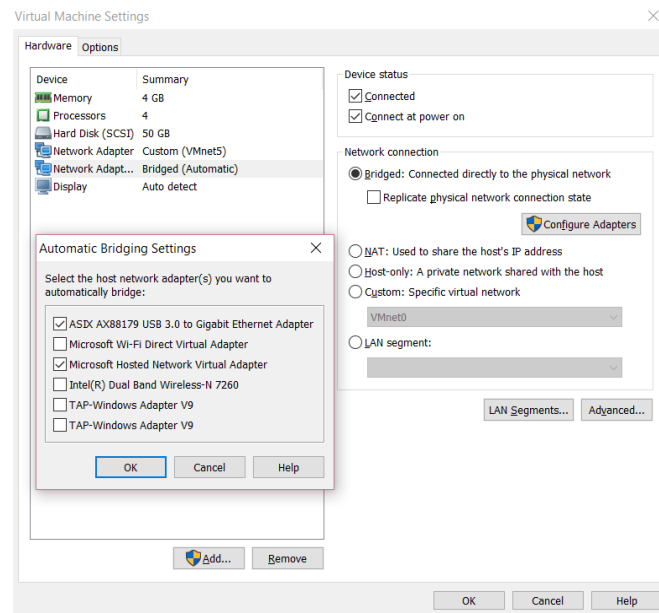 Virtual Machine Settings
Hardware
Options
Device Summary
Memory 4 GB
Processors 4
Hard Disk (SCSI) 50 GB
Network Adapter Custom (VMnet5)
Network Adapt... Bridged (Automatic)
Display Auto detect
Automatic Bridging Settings
Select the host network adapter(s) you want to
automatically bridge:
ASIX AX88179 USB 3.0 to Gigabit Ethernet Adapter
Microsoft Wi-Fi Direct Virtual Adapter
Microsoft Hosted Network Virtual Adapter
Intel(R) Dual Band Wireless-N 7260
TAP-Windows Adapter V9
TAP-Windows Adapter V9
OK Cancel Help
Add... Remove
Device status
Connected
Connect at power on
Network connection
Bridged: Connected directly to the physical network
Replicate physical network connection state
Configure Adapters
NAT: Used to share the host's IP address
Host-only: A private network shared with the host
Custom: Specific virtual network
VMnet0
LAN segment:
LAN Segments... Advanced...
OK Cancel Help